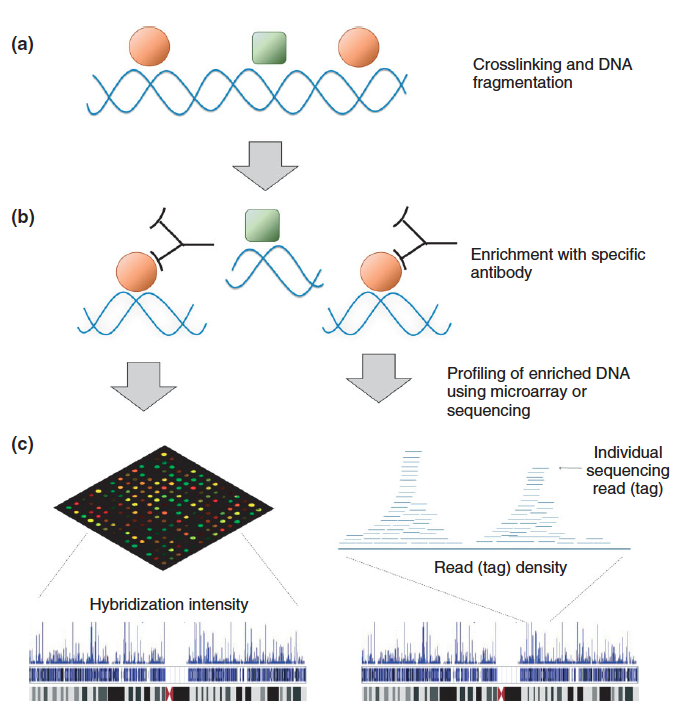 (a)
Crosslinking and DNA
fragmentation
(b)
Enrichment with specific
antibody
Profiling of enriched DNA
using microarray or
sequencing
(c)
Individual
sequencing
read (tag)
Read (tag) density
Hybridization intensity